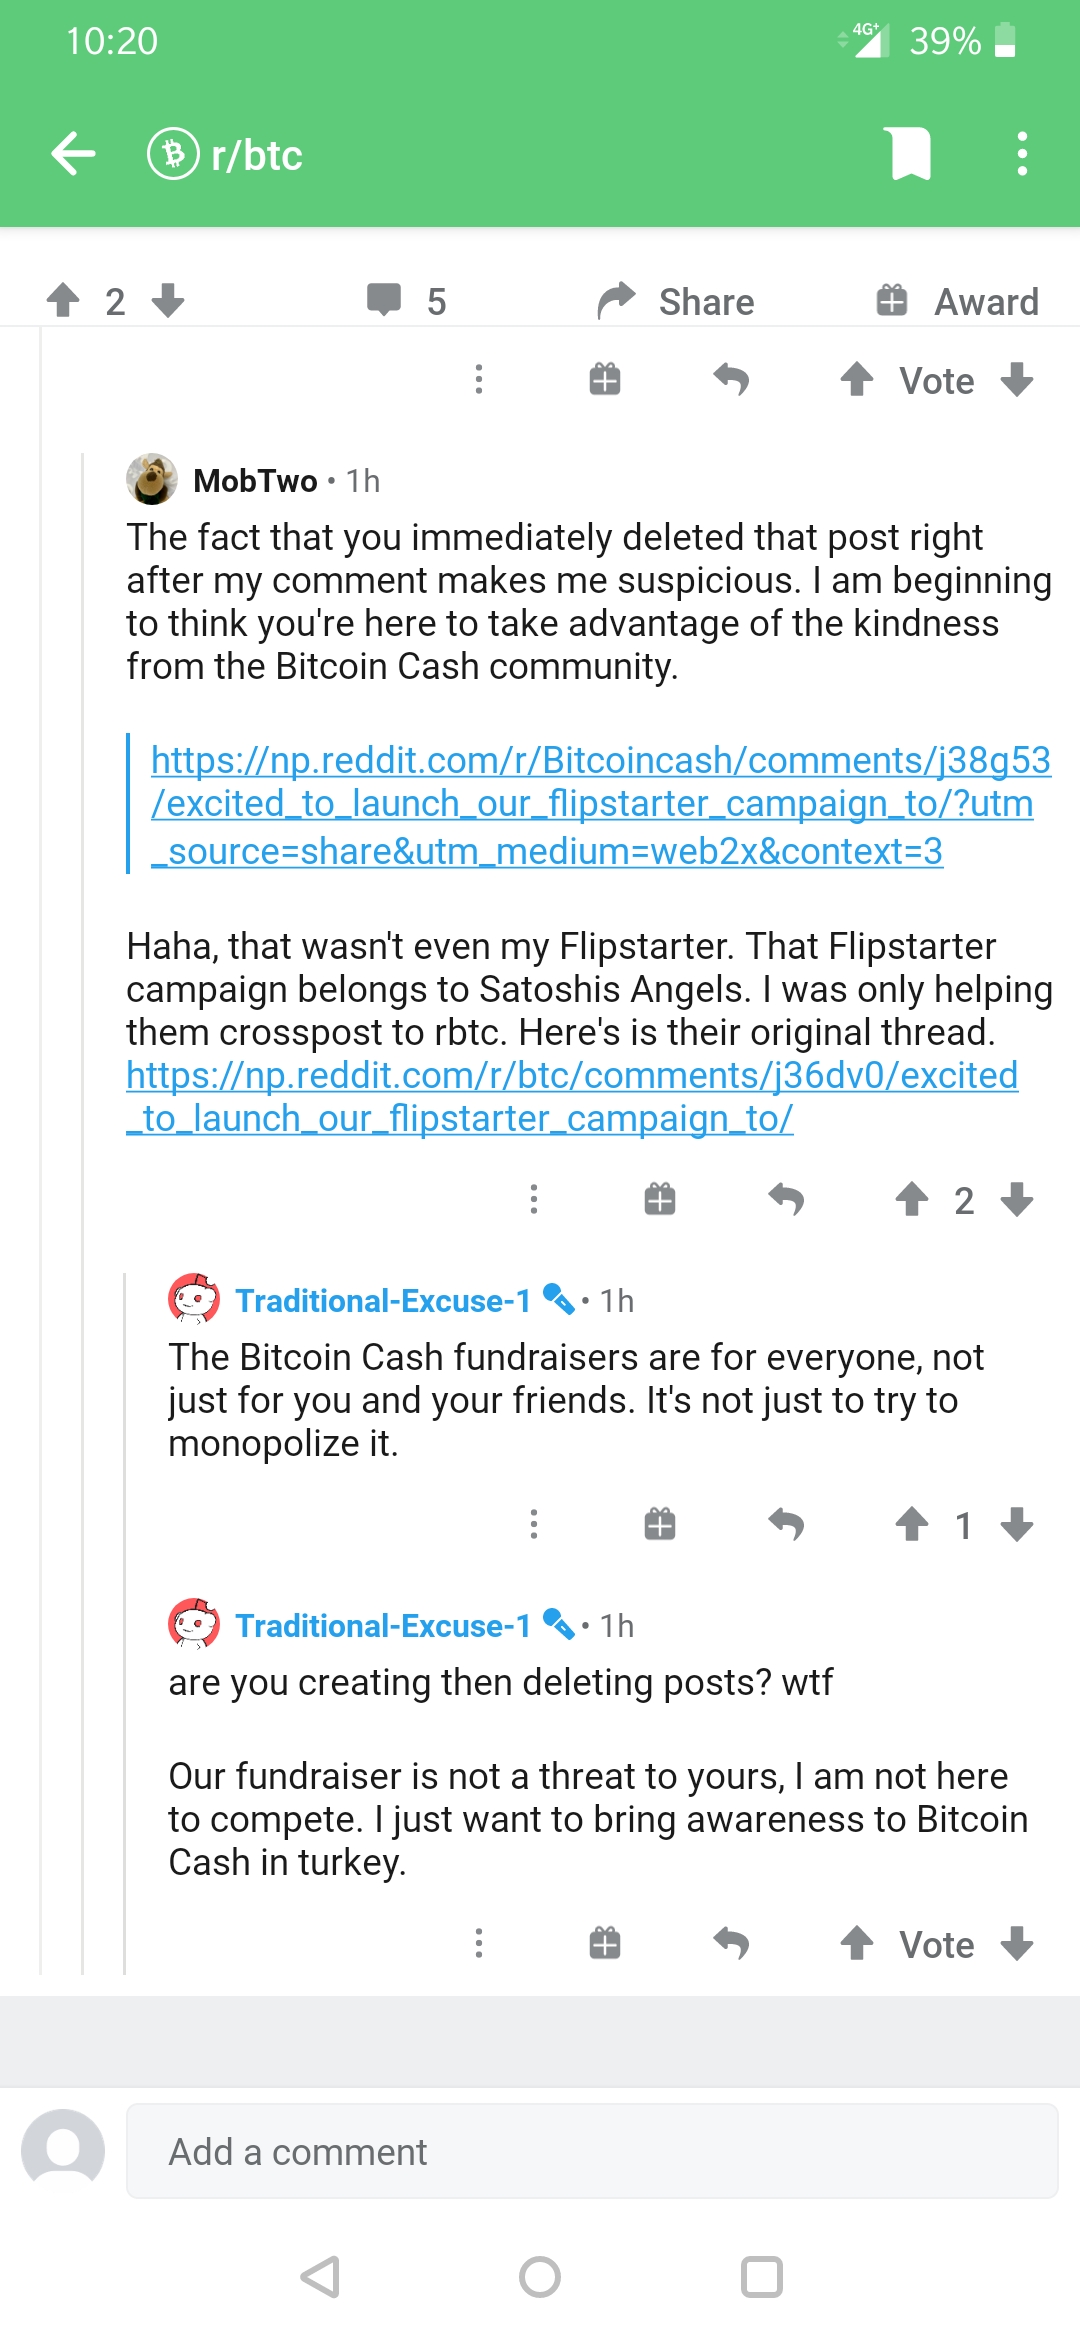 10:20
4G+ 39%
r/btc
2 5 Share Award
Vote
MobTwo • 1h
The fact that you immediately deleted that post right
after my comment makes me suspicious. I am beginning
to think you're here to take advantage of the kindness
from the Bitcoin Cash community.
https://np.reddit.com/r/Bitcoincash/comments/j38g53
/excited_to_launch_our_flipstarter_campaign_to/?utm
_source=share&utm_medium=web2x&context=3
Haha, that wasn't even my Flipstarter. That Flipstarter
campaign belongs to Satoshis Angels. I was only helping
them crosspost to rbtc. Here's is their original thread.
https://np.reddit.com/r/btc/comments/j36dv0/excited
_to_launch_our_flipstarter_campaign_to/
2
Traditional-Excuse-1 • 1h
The Bitcoin Cash fundraisers are for everyone, not
just for you and your friends. It's not just to try to
monopolize it.
1
Traditional-Excuse-1 • 1h
are you creating then deleting posts? wtf
Our fundraiser is not a threat to yours, I am not here
to compete. I just want to bring awareness to Bitcoin
Cash in turkey.
Vote
Add a comment